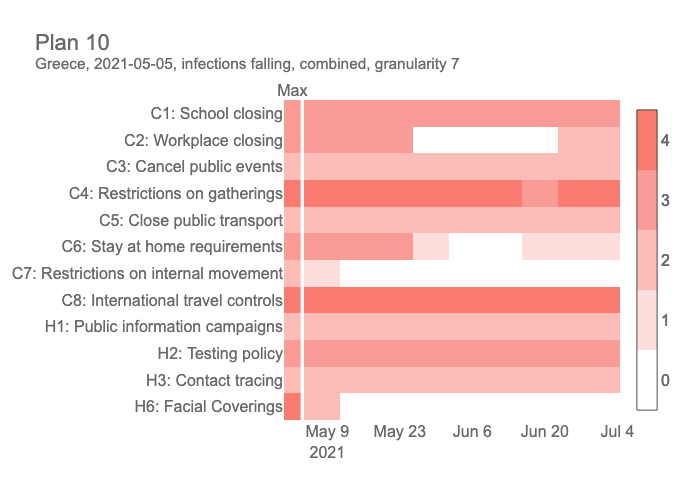 Plan 10
Greece, 2021-05-05, infections falling, combined, granularity 7
Max
C1: School closing
C2: Workplace closing
C3: Cancel public events
C4: Restrictions on gatherings
C5: Close public transport
C6: Stay at home requirements
C7: Restrictions on internal movement
C8: International travel controls
H1: Public information campaigns
H2: Testing policy
H3: Contact tracing
H6: Facial Coverings
4
3
2
1
0
May 9 May 23 Jun 6 Jun 20 Jul 4
2021